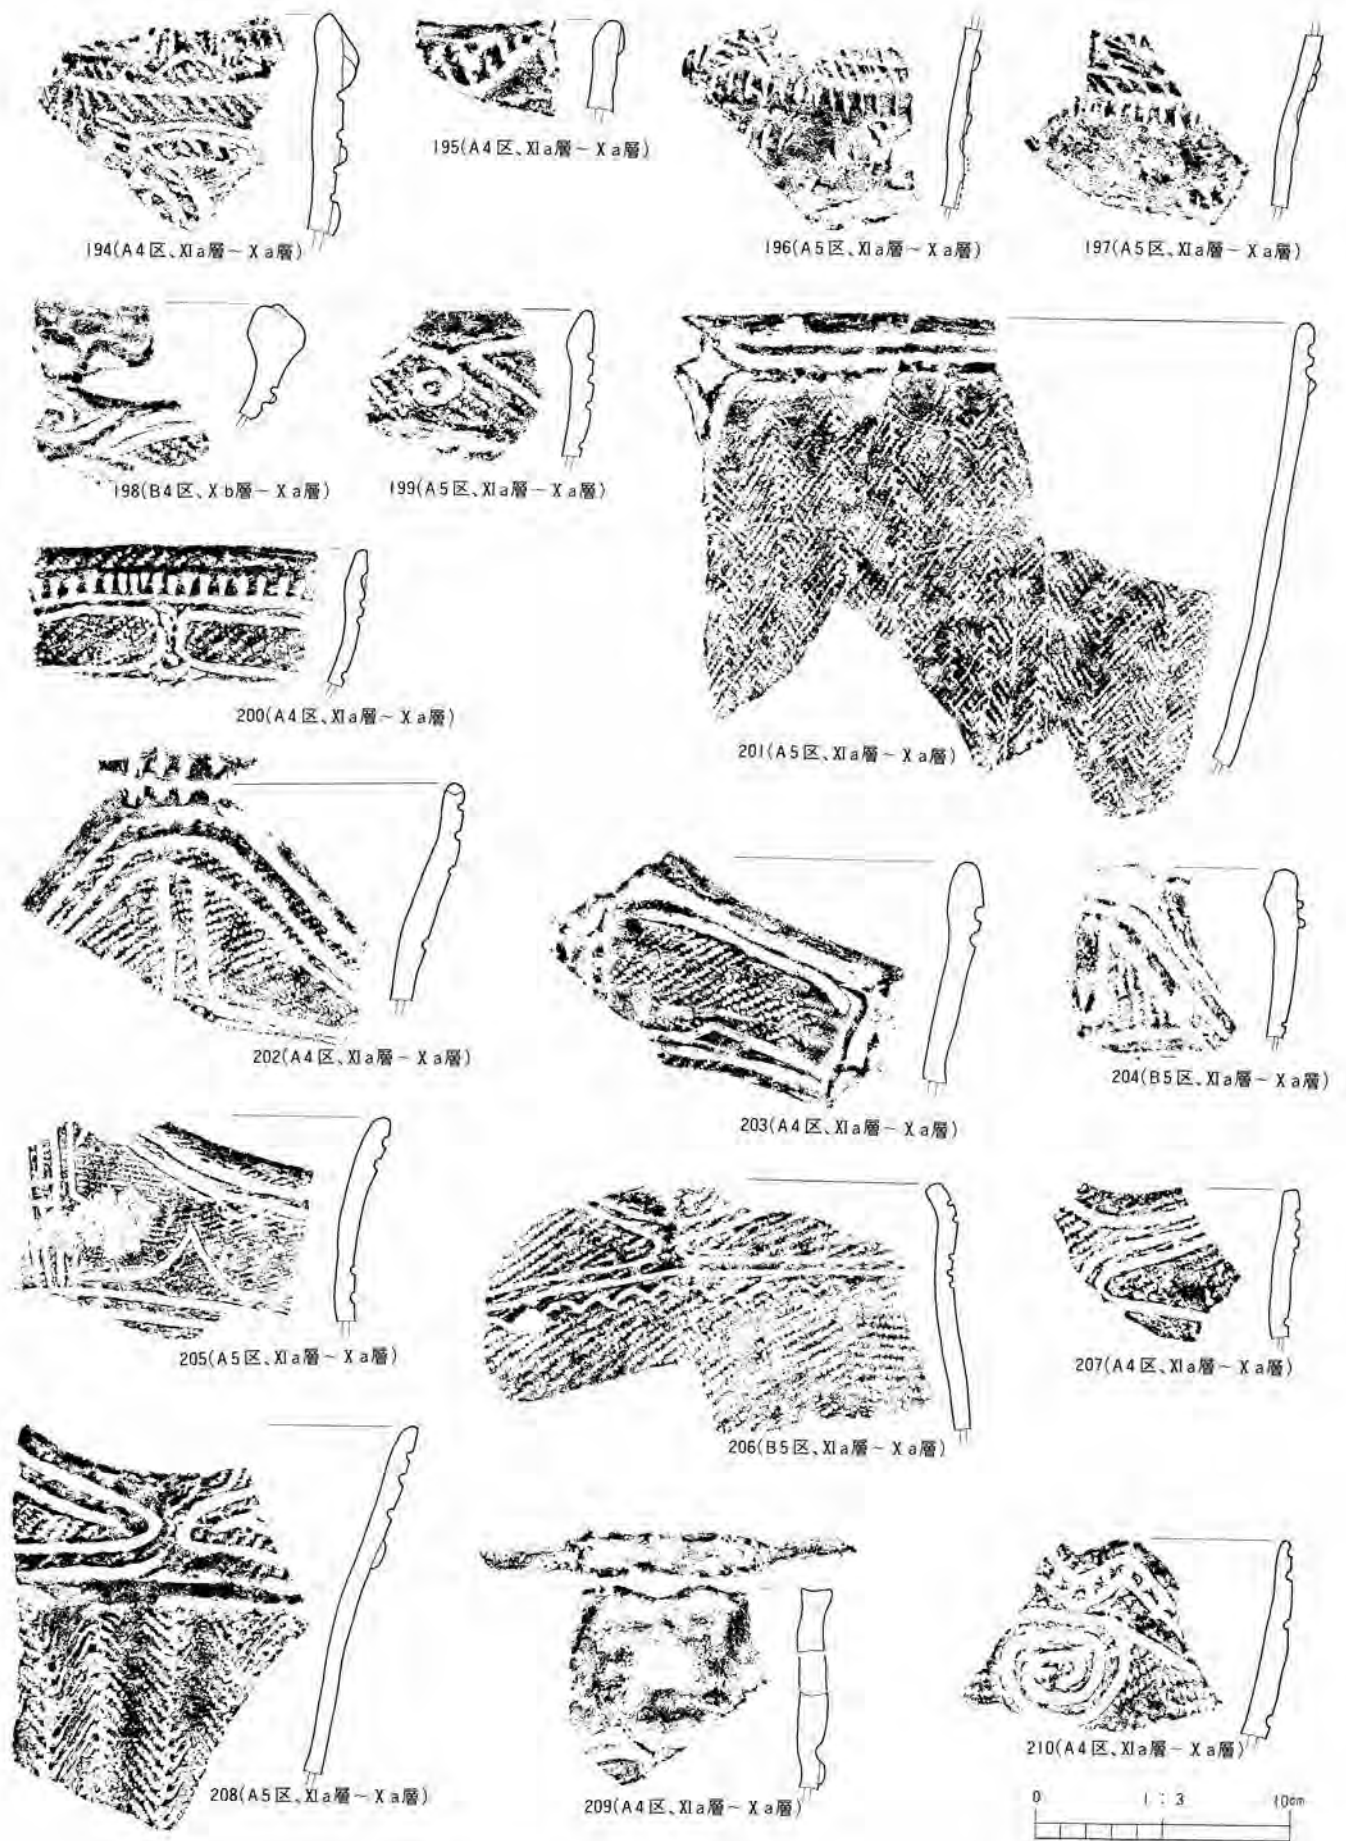 194(A4区、XIa層～Xa層)
195(A4区、XIa層～Xa層)
196(A5区、XIa層～Xa層)
197(A5区、XIa層～Xa層)
198(B4区、Xb層～Xa層)
199(A5区、XIa層～Xa層)
200(A4区、XIa層～Xa層)
201(A5区、XIa層～Xa層)
202(A4区、XIa層～Xa層)
203(A4区、XIa層～Xa層)
204(B5区、XIa層～Xa層)
205(A5区、XIa層～Xa層)
206(B5区、XIa層～Xa層)
207(A4区、XIa層～Xa層)
208(A5区、XIa層～Xa層)
209(A4区、XIa層～Xa層)
210(A4区、XIa層～Xa層)
0 1:3 10cm